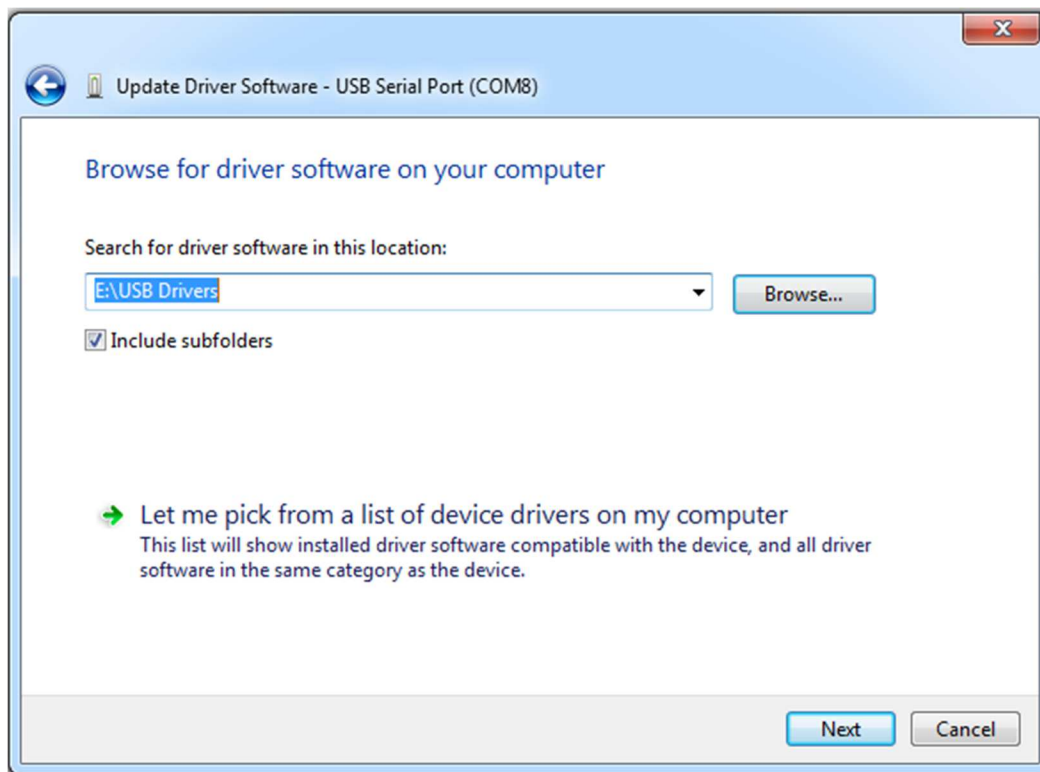 Update Driver Software - USB Serial Port (COM8)
Browse for driver software on your computer
Search for driver software in this location:
E:\USB Drivers
Browse...
Include subfolders
Let me pick from a list of device drivers on my computer
This list will show installed driver software compatible with the device, and all driver
software in the same category as the device.
Next
Cancel